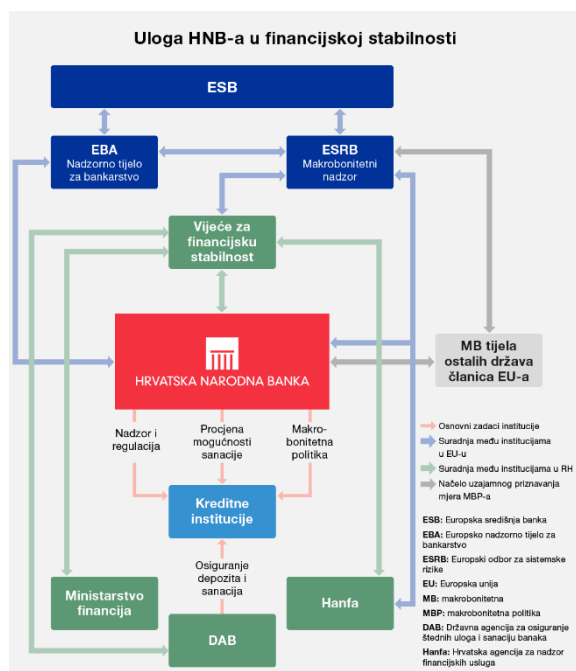 Uloga HNB-a u financijskoj stabilnosti
ESB
EBA
Nadzorno tijelo
za bankarstvo
ESRB
Makrobonitetni
nadzor
Vijeće za
financijsku
stabilnost
HRVATSKA NARODNA BANKA
MB tijela
ostalih država
članica EU-a
Nadzor i
regulacija
Procjena
mogućnosti
sanacije
Makro-
bonitetna
politika
Kreditne
institucije
Osiguranje
depozita i
sanacija
Ministarstvo
financija
DAB
Hanfa
Osnovni zadaci institucije
Suradnja među institucijama
u EU-u
Suradnja među institucijama u RH
Načelo uzajamnog priznavanja
mjera MBP-a
ESB: Europska središnja banka
EBA: Europsko nadzorno tijelo za
bankarstvo
ESRB: Europski odbor za sistemske
rizike
EU: Europska unija
MB: makrobonitetna
MBP: makrobonitetna politika
DAB: Državna agencija za osiguranje
štednih uloga i sanaciju banaka
Hanfa: Hrvatska agencija za nadzor
financijskih usluga